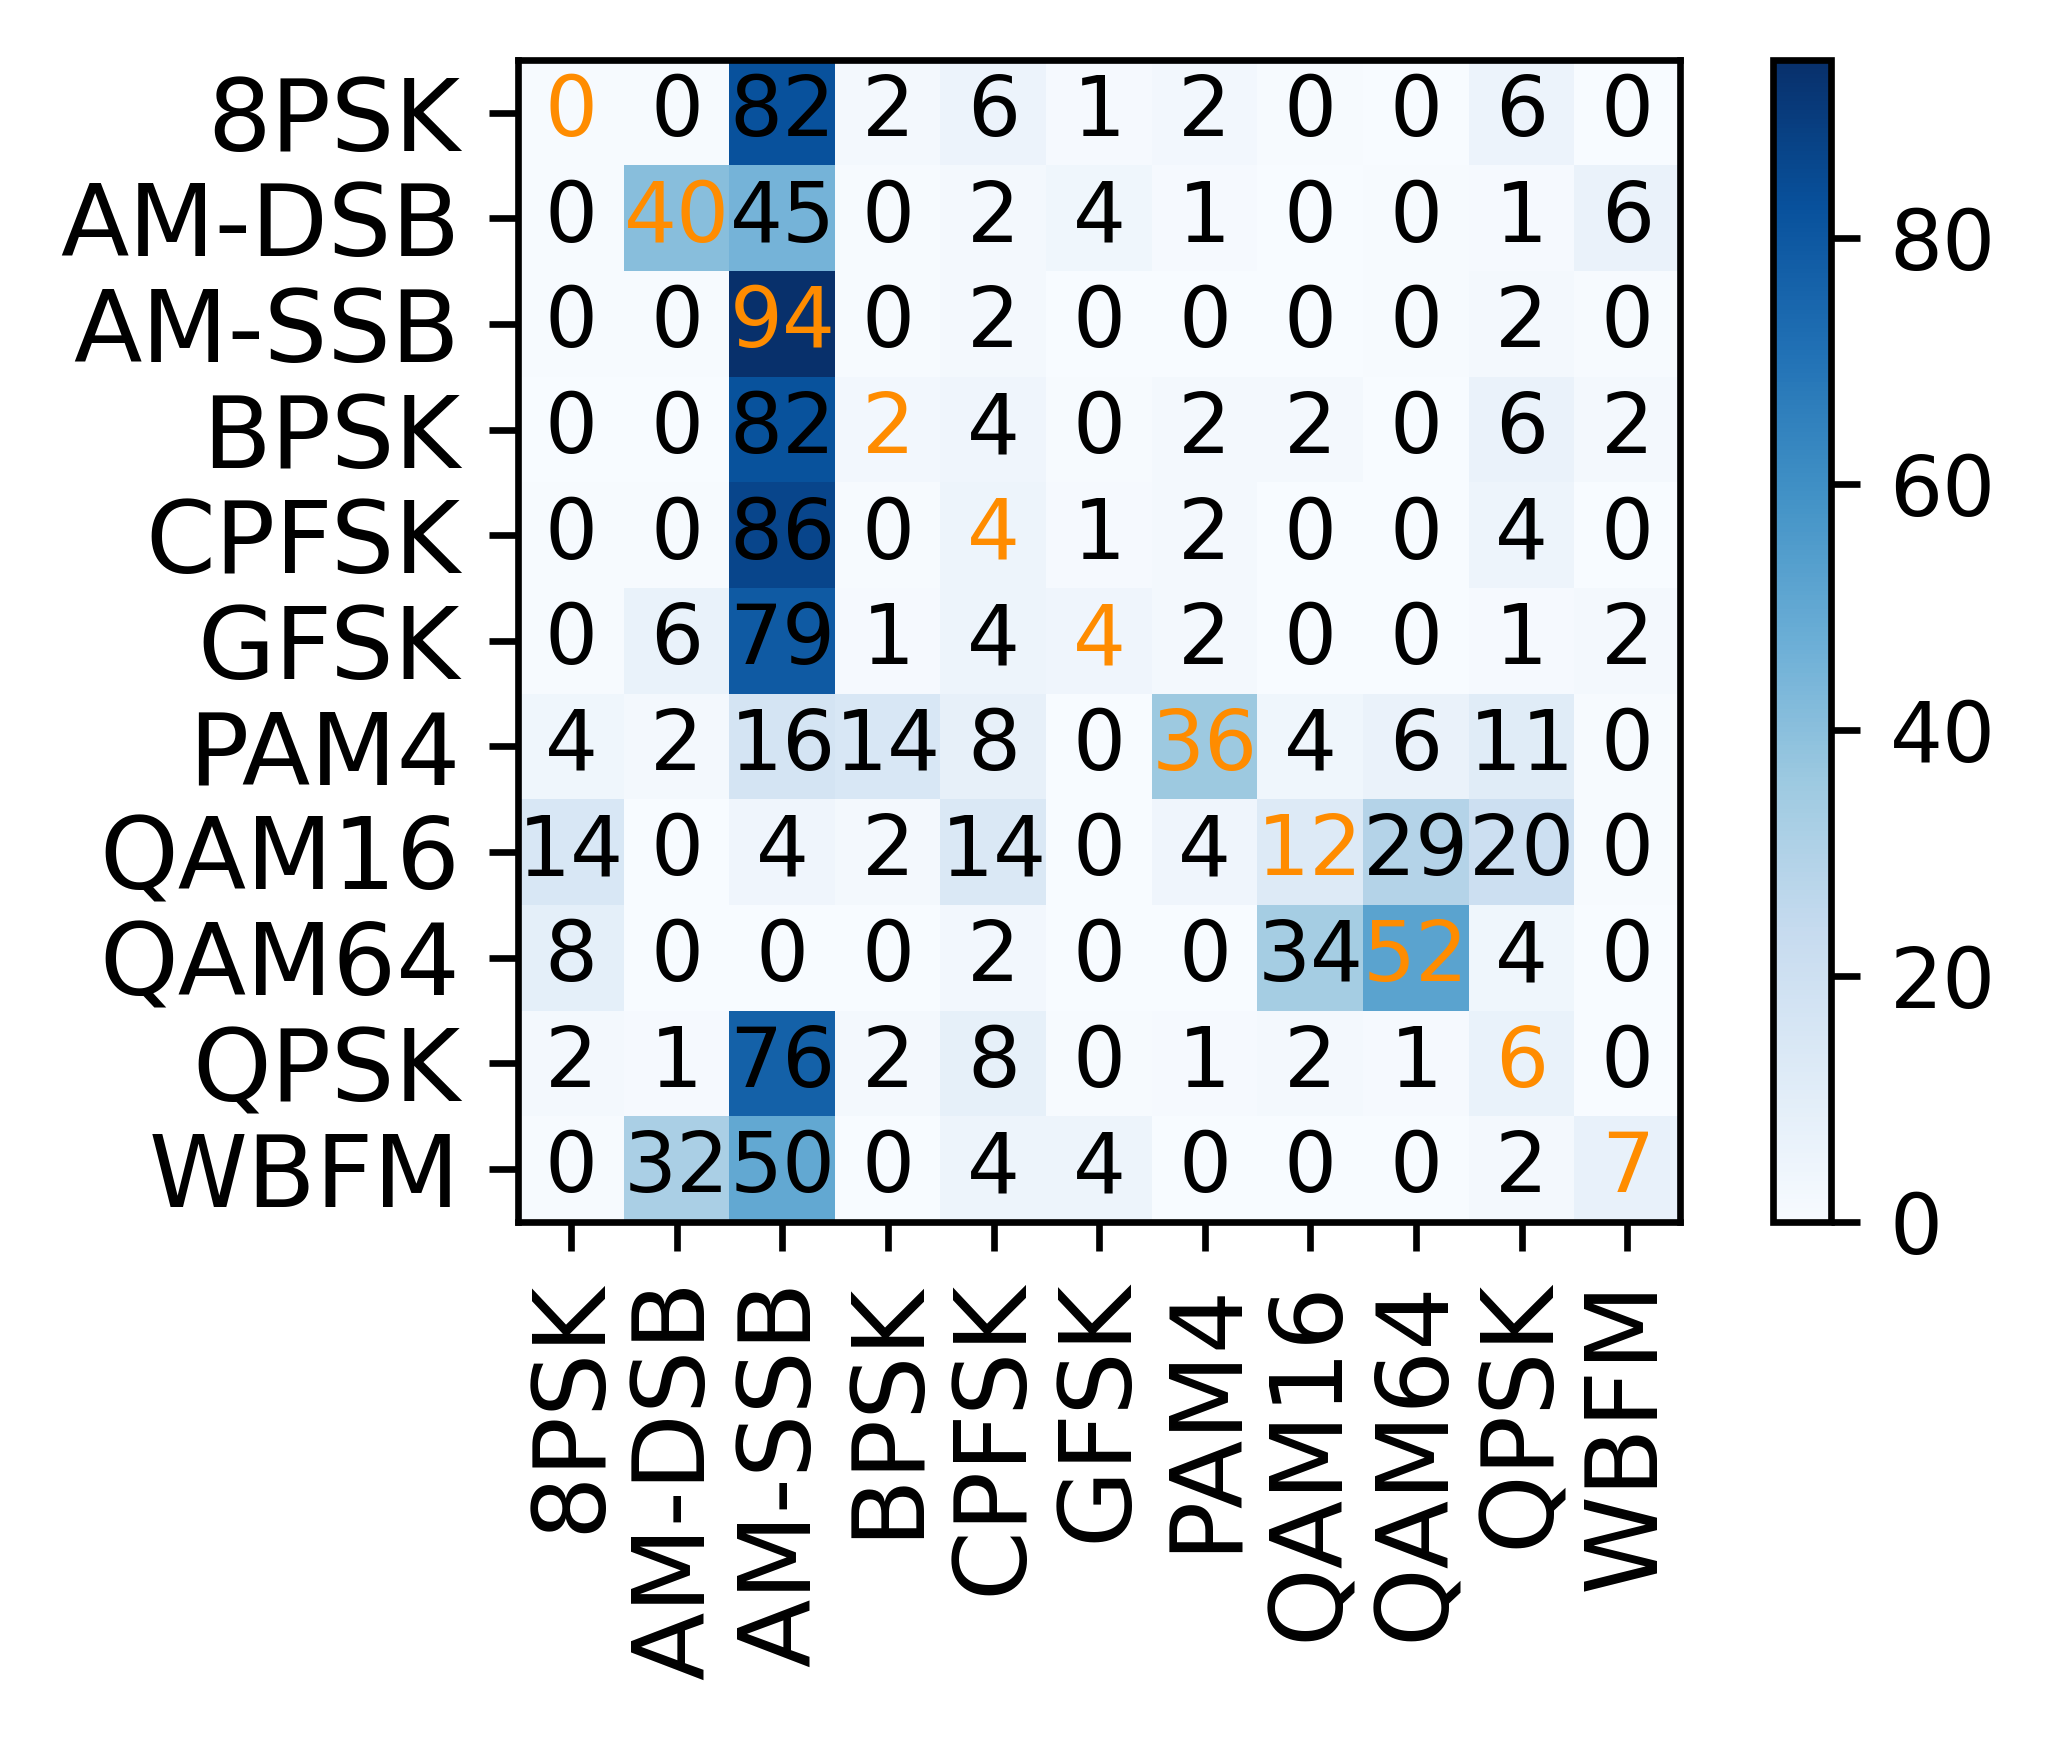 8PSK 0 0 82 2 6 1 2 0 0 6 0
AM-DSB 0 40 45 0 2 4 1 0 0 1 6
AM-SSB 0 0 94 0 2 0 0 0 0 2 0
BPSK 0 0 82 2 4 0 2 2 0 6 2
CPFSK 0 0 86 0 4 1 2 0 0 4 0
GFSK 0 6 79 1 4 4 2 0 0 1 2
PAM4 4 2 16 14 8 0 36 4 6 11 0
QAM16 14 0 4 2 14 0 4 12 29 20 0
QAM64 8 0 0 0 2 0 0 34 52 4 0
QPSK 2 1 76 2 8 0 1 2 1 6 0
WBFM 0 32 50 0 4 4 0 0 0 2 7
8PSK
AM-DSB
AM-SSB
BPSK
CPFSK
GFSK
PAM4
QAM16
QAM64
QPSK
WBFM
80
60
40
20
0